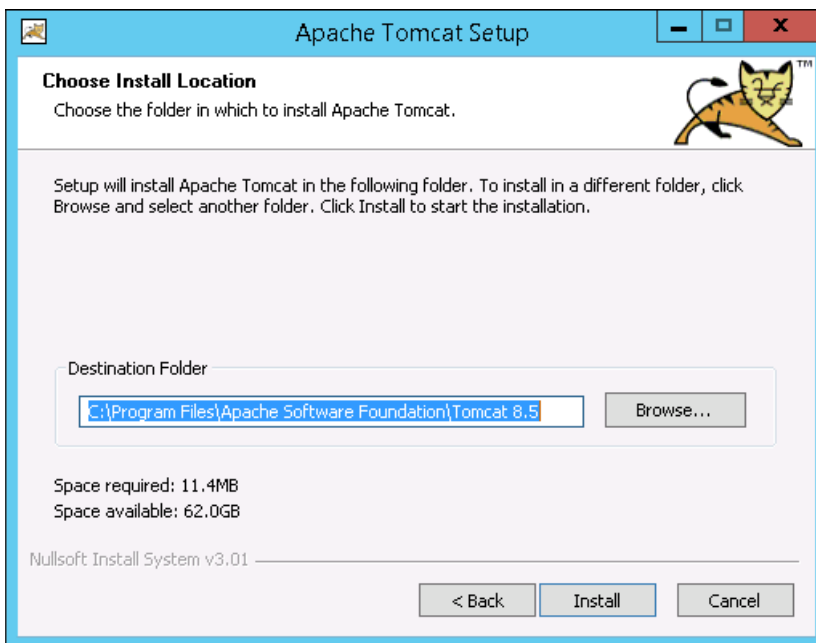 Apache Tomcat Setup
Choose Install Location
Choose the folder in which to install Apache Tomcat.
TM
Setup will install Apache Tomcat in the following folder. To install in a different folder, click
Browse and select another folder. Click Install to start the installation.
Destination Folder
C:\Program Files\Apache Software Foundation\Tomcat 8.5
Browse...
Space required: 11.4MB
Space available: 62.0GB
Nullsoft Install System v3.01
< Back
Install
Cancel